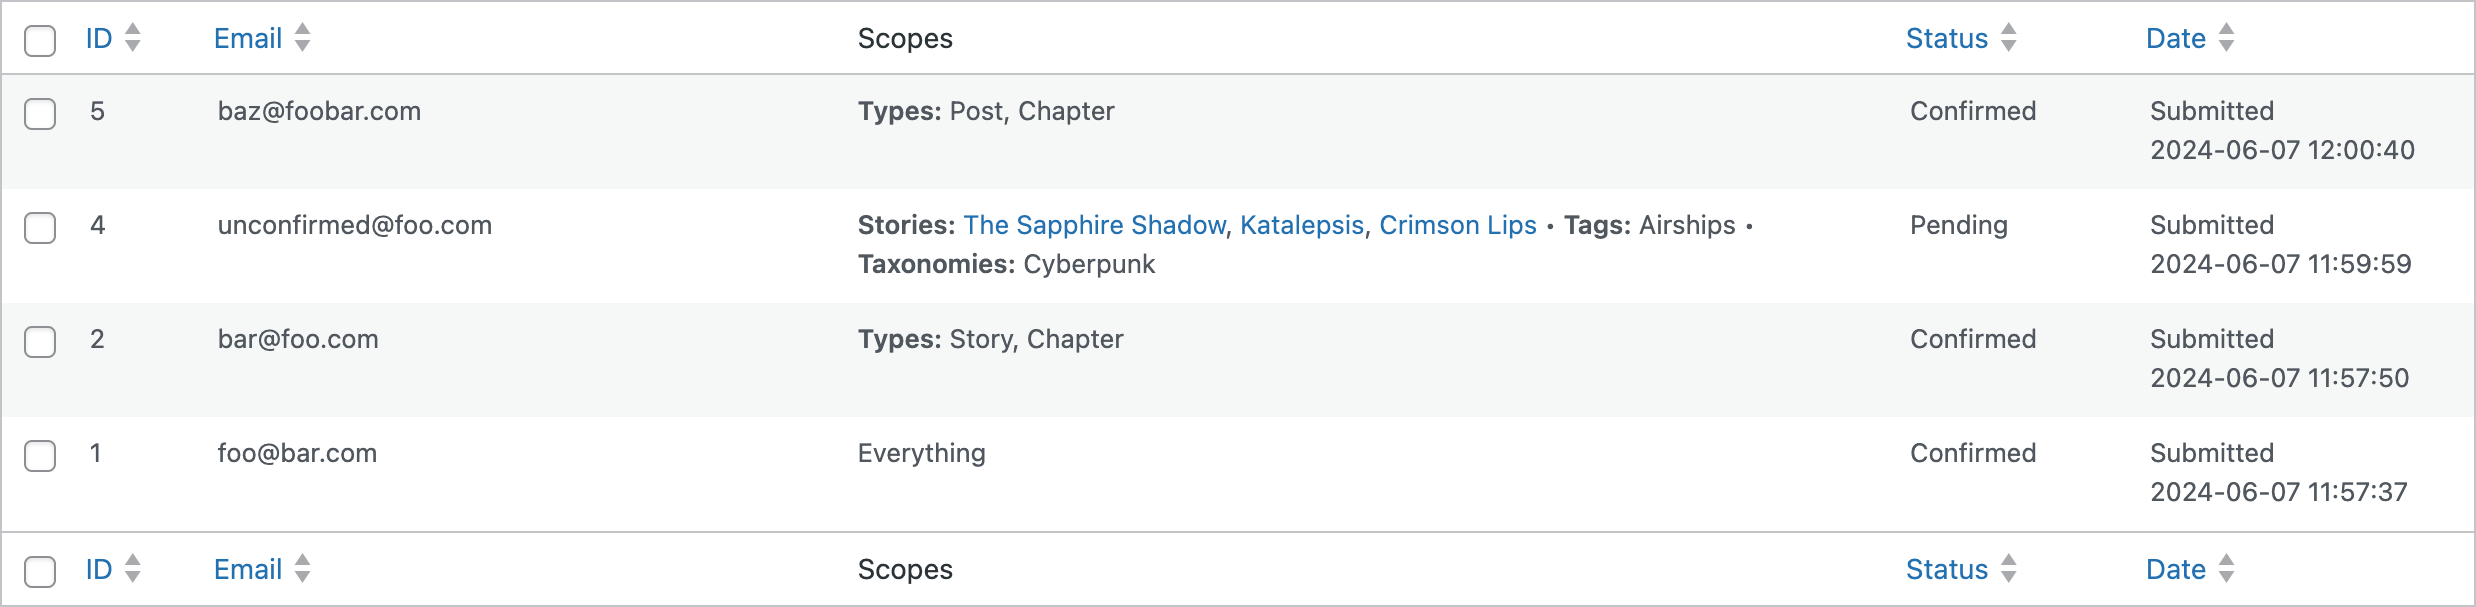 ID Email Scopes Status Date
5 baz@foobar.com Types: Post, Chapter Confirmed Submitted
2024-06-07 12:00:40
4 unconfirmed@foo.com Stories: The Sapphire Shadow, Katalepsis, Crimson Lips • Tags: Airships • Pending Submitted
Taxonomies: Cyberpunk 2024-06-07 11:59:59
2 bar@foo.com Types: Story, Chapter Confirmed Submitted
2024-06-07 11:57:50
1 foo@bar.com Everything Confirmed Submitted
2024-06-07 11:57:37
ID Email Scopes Status Date